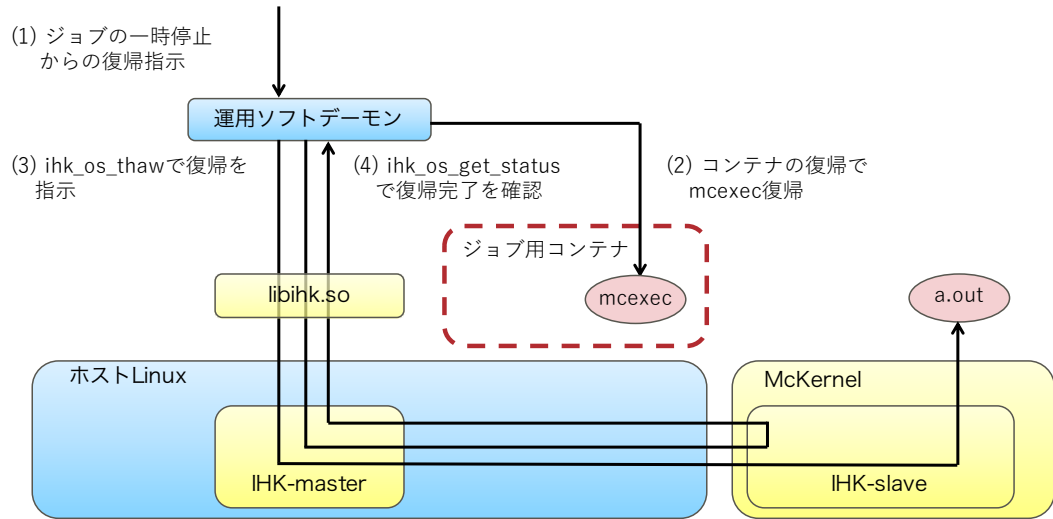 (1) ジョブの一時停止
からの復帰指示
運用ソフトデーモン
(3) ihk_os_thawで復帰を
指示
(4) ihk_os_get_status
で復帰完了を確認
(2) コンテナの復帰で
mcexec復帰
ジョブ用コンテナ
libihk.so
mcexec
a.out
ホストLinux
McKernel
IHK-master
IHK-slave